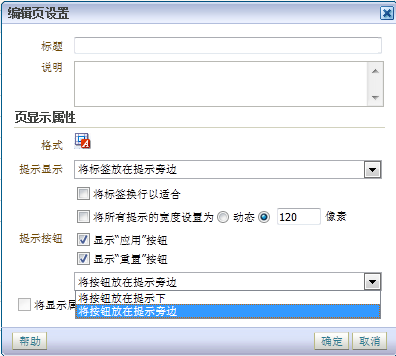 编辑页设置
标题
说明
页显示属性
格式
提示显示 将标签放在提示旁边
将标签换行以适合
将所有提示的宽度设置为 动态 120 像素
提示按钮 显示“应用”按钮
显示“重置”按钮
将按钮放在提示旁边
将按钮放在提示下
将显示属 将按钮放在提示旁边
帮助 确定 取消